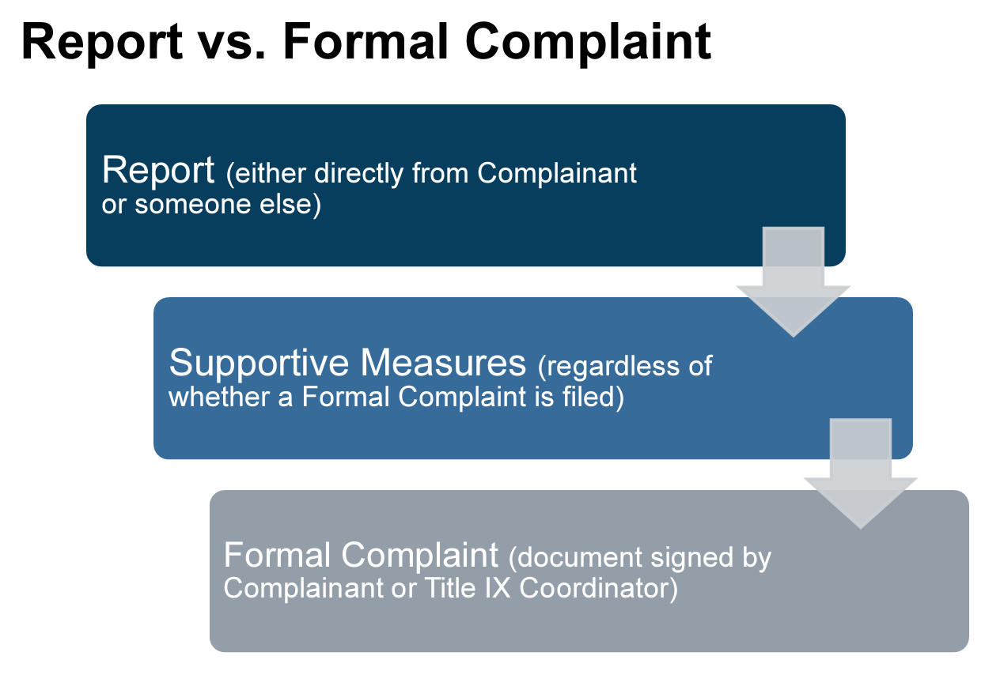 Report vs. Formal Complaint
Report (either directly from Complainant
or someone else)
Supportive Measures (regardless of
whether a Formal Complaint is filed)
Formal Complaint (document signed by
Complainant or Title IX Coordinator)